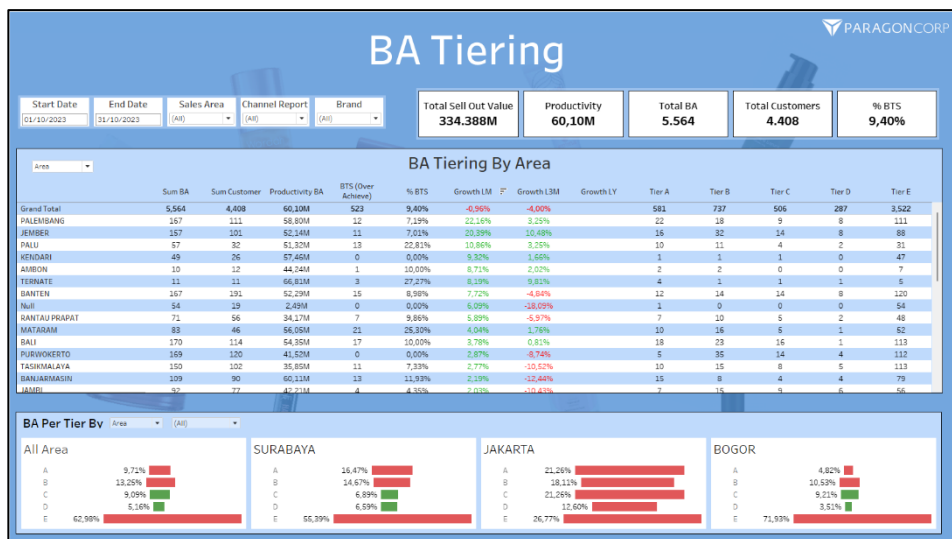 PARAGONCORP
BA Tiering
Start Date End Date Sales Area Channel Report Brand
01/10/2023 31/10/2023 (All) (All) (All)
Total Sell Out Value Productivity Total BA Total Customers % BTS
334.388M 60,10M 5.564 4.408 9,40%
Area
BA Tiering By Area
Sum BA Sum Customer Productivity BA BTS (Over Achieve) % BTS Growth LM Growth L3M Growth LY Tier A Tier B Tier C Tier D Tier E
Grand Total 5,564 4,408 60,10M 523 9,40% -0,96% -4,00% 581 737 506 287 3,522
PALEMBANG 167 111 58,80M 12 7,19% 22,16% 3,25% 22 18 9 8 111
JEMBER 157 101 52,14M 11 7,01% 20,39% 10,48% 16 32 14 8 88
PALU 57 32 51,32M 13 22,81% 10,86% 3,25% 10 11 4 2 31
KENDARI 49 26 57,46M 0 0,00% 9,32% 1,66% 1 1 1 0 47
AMBON 10 12 44,24M 1 10,00% 8,71% 2,02% 2 2 0 0 7
TERNATE 11 11 66,81M 3 27,27% 8,19% 9,81% 4 1 1 1 5
BANTEN 167 191 52,29M 15 8,98% 7,72% -4,84% 12 14 14 8 120
Null 54 19 2,49M 0 0,00% 6,09% -18,09% 1 0 0 0 54
RANTAU PRAPAT 71 56 34,17M 7 9,86% 5,89% -5,97% 7 10 5 2 48
MATARAM 83 46 56,05M 21 25,30% 4,04% 1,76% 10 16 5 1 52
BALI 170 114 54,35M 17 10,00% 3,78% 0,81% 18 23 16 1 113
PURWOKERTO 169 120 41,52M 0 0,00% 2,87% -8,74% 5 35 14 4 112
TASIKMALAYA 150 102 35,85M 11 7,33% 2,77% -10,52% 10 15 8 5 113
BANJARMASIN 109 90 60,11M 13 11,93% 2,19% -12,44% 15 8 4 4 79
JAMBI 92 77 42,21M 4 4,35% 2,03% -10,43% 7 15 9 6 56
BA Per Tier By Area (All)
All Area
A 9,71%
B 13,25%
C 9,09%
D 5,16%
E 62,98%
SURABAYA
A 16,47%
B 14,67%
C 6,89%
D 6,59%
E 55,39%
JAKARTA
A 21,26%
B 18,11%
C 21,26%
D 12,60%
E 26,77%
BOGOR
A 4,82%
B 10,53%
C 9,21%
D 3,51%
E 71,93%